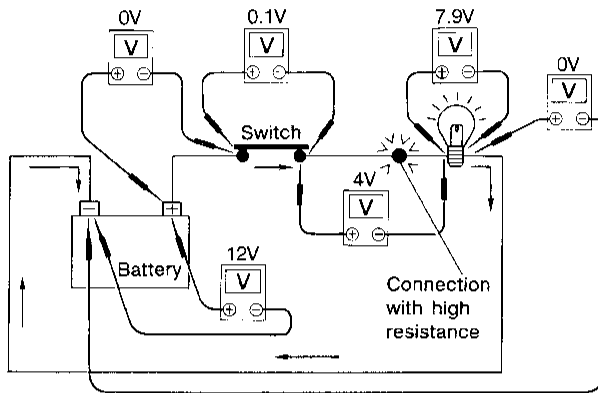 0V
0.1V
7.9V
0V
V
V
V
V
+ −
+ −
+ −
+ −
Switch
4V
V
+ −
− +
Battery
12V
V
+ −
Connection
with high
resistance